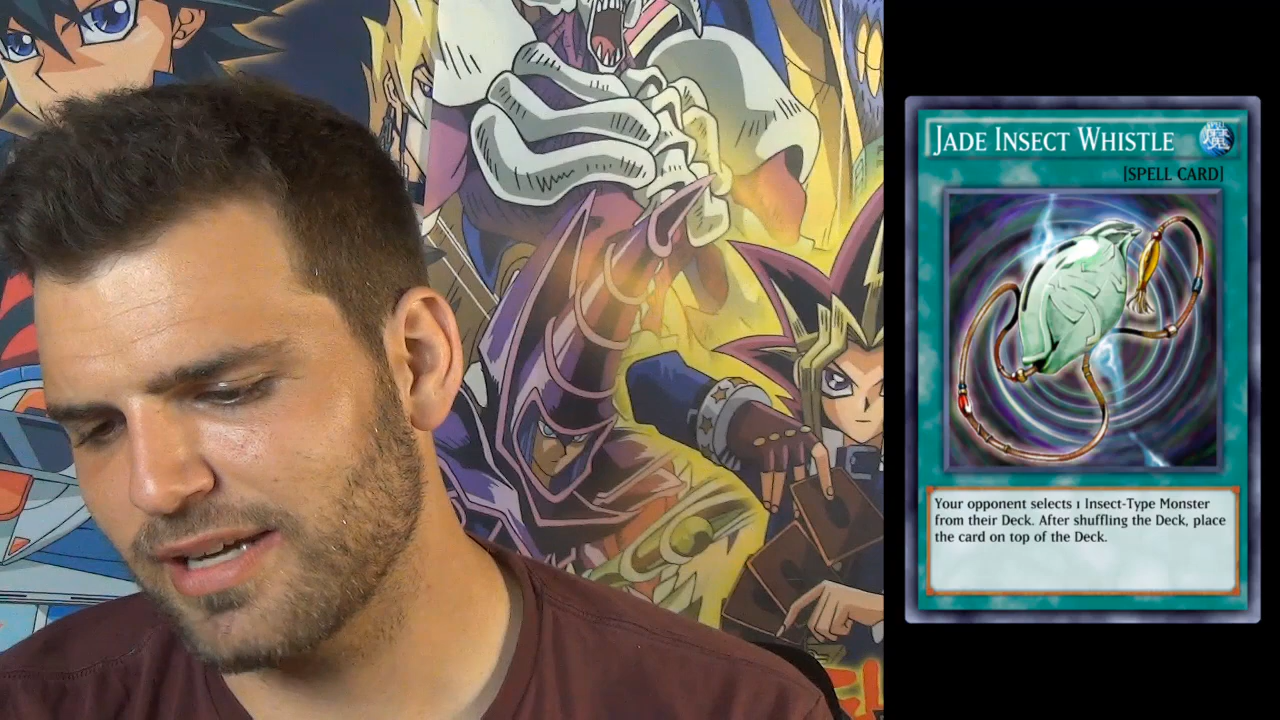 JADE INSECT WHISTLE
[SPELL CARD]
Your opponent selects 1 Insect-Type Monster
from their Deck. After shuffling the Deck, place
the card on top of the Deck.